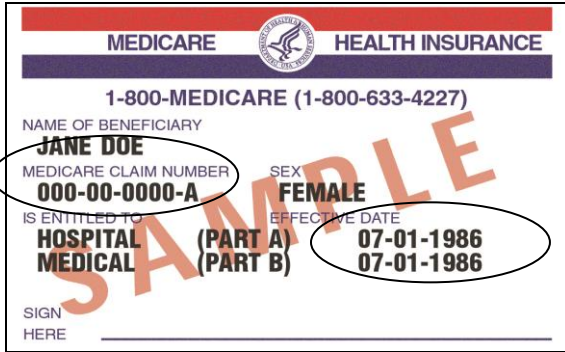 MEDICARE HEALTH INSURANCE
1-800-MEDICARE (1-800-633-4227)
NAME OF BENEFICIARY
JANE DOE
MEDICARE CLAIM NUMBER SEX
000-00-0000-A FEMALE
IS ENTITLED TO EFFECTIVE DATE
HOSPITAL (PART A) 07-01-1986
MEDICAL (PART B) 07-01-1986
SAMPLE
SIGN
HERE